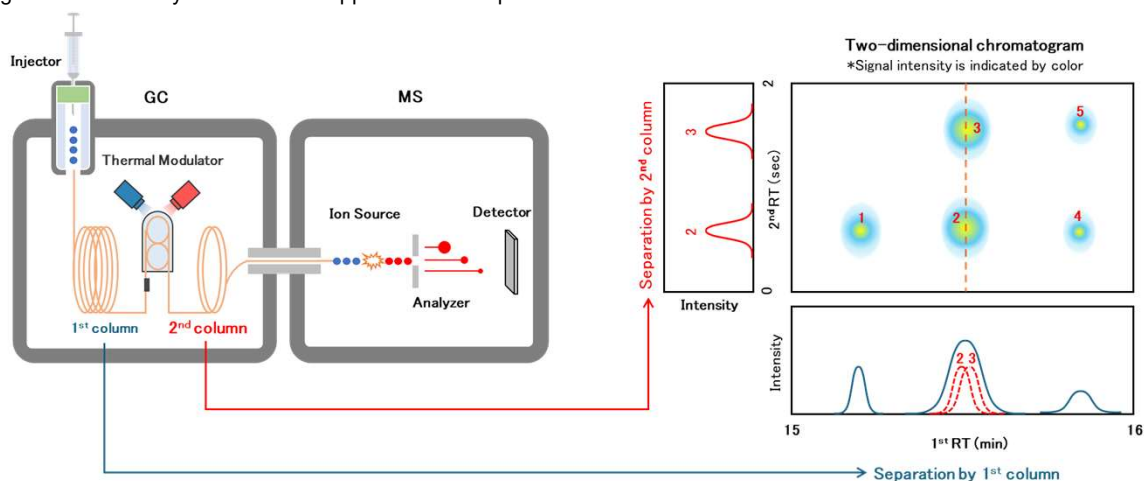 Injector
GC
MS
Thermal Modulator
Ion Source
Detector
Analyzer
1st column
2nd column
Separation by 2nd column
3
2
Intensity
Two-dimensional chromatogram
*Signal intensity is indicated by color
2
2nd RT (sec)
0
3
5
1
2
4
Intensity
2 3
15
16
1st RT (min)
Separation by 1st column